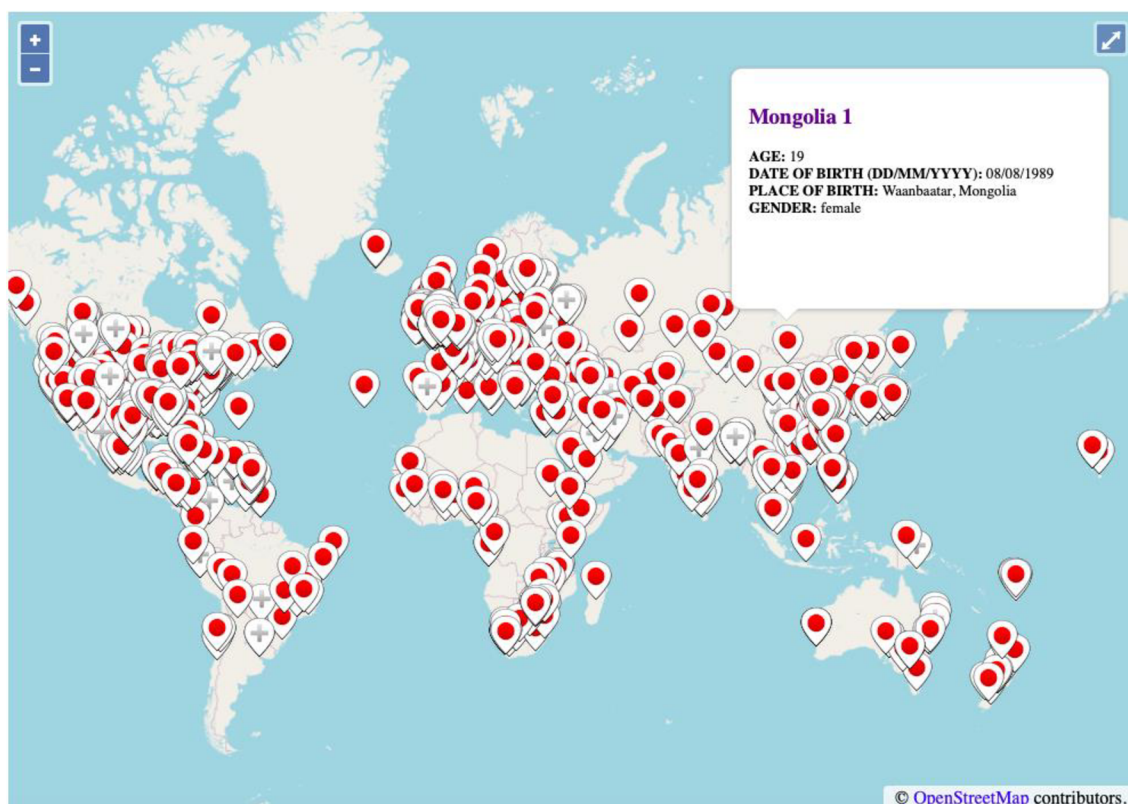 +
−
Mongolia 1
AGE: 19
DATE OF BIRTH (DD/MM/YYYY): 08/08/1989
PLACE OF BIRTH: Waanbaatar, Mongolia
GENDER: female
© OpenStreetMap contributors.